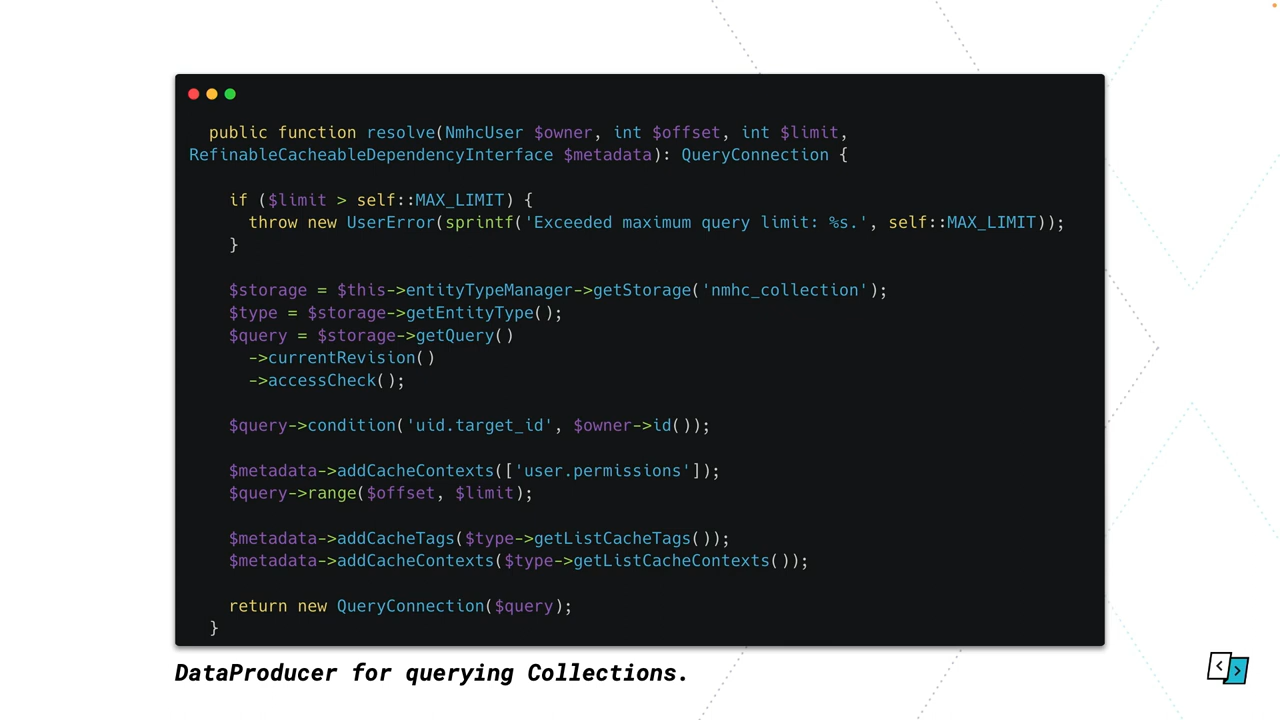 public function resolve(NmhcUser $owner, int $offset, int $limit,
RefinableCacheableDependencyInterface $metadata): QueryConnection {
if ($limit > self::MAX_LIMIT) {
throw new UserError(sprintf('Exceeded maximum query limit: %s.', self::MAX_LIMIT));
}
$storage = $this->entityTypeManager->getStorage('nmhc_collection');
$type = $storage->getEntityType();
$query = $storage->getQuery()
->currentRevision()
->accessCheck();
$query->condition('uid.target_id', $owner->id());
$metadata->addCacheContexts(['user.permissions']);
$query->range($offset, $limit);
$metadata->addCacheTags($type->getListCacheTags());
$metadata->addCacheContexts($type->getListCacheContexts());
return new QueryConnection($query);
}
DataProducer for querying Collections.